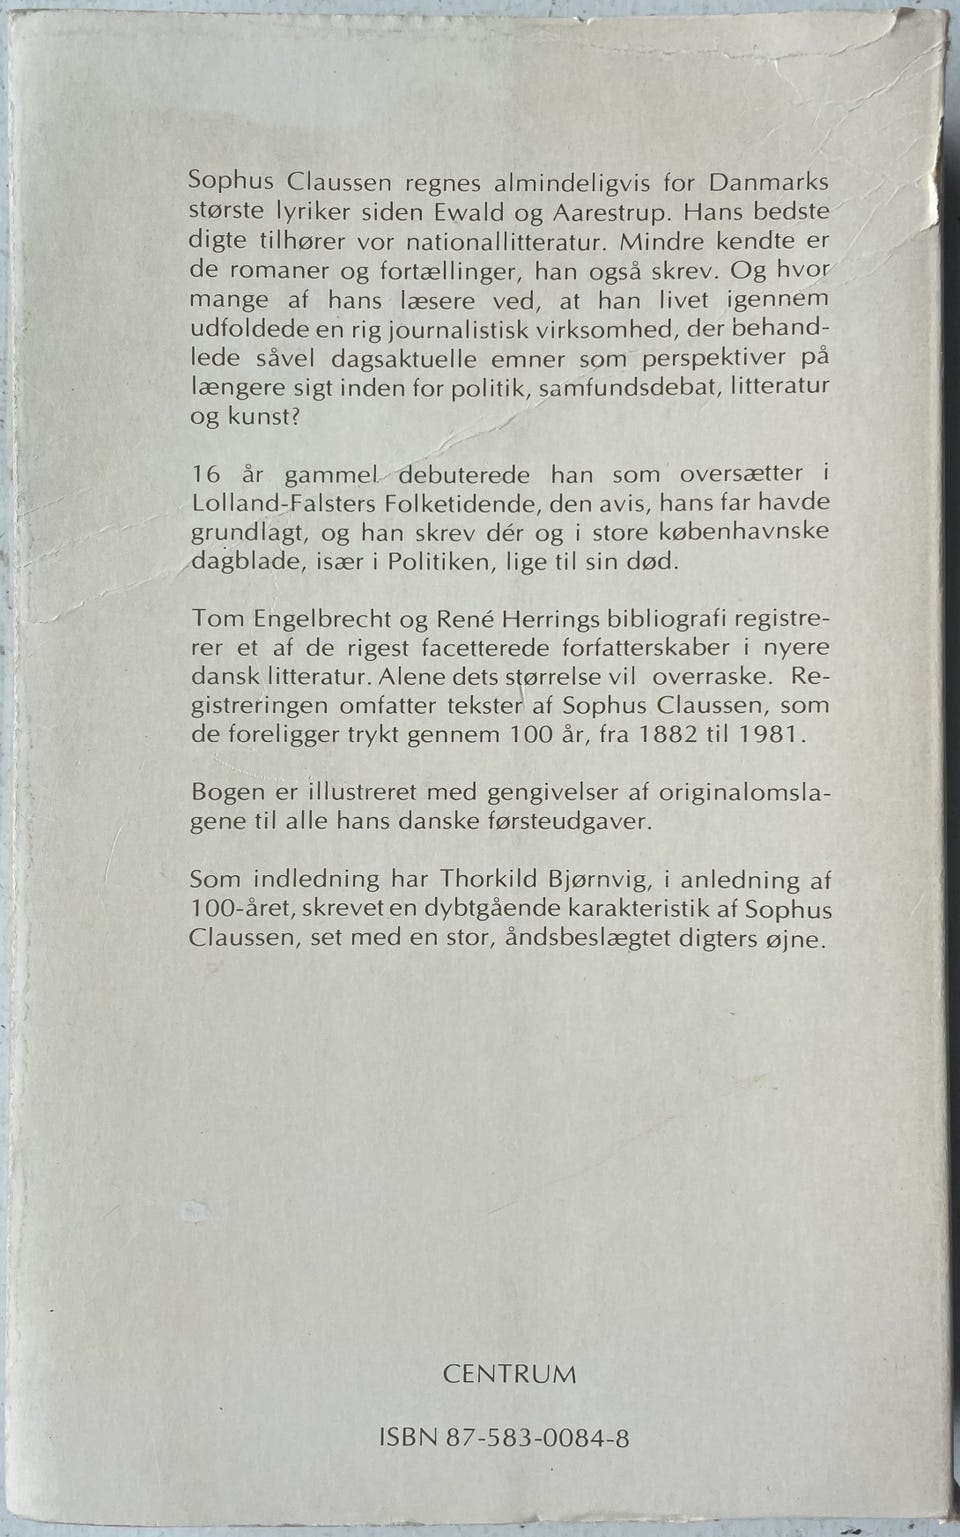 Sophus Claussen regnes almindeligvis for Danmarks
største lyriker siden Ewald og Aarestrup. Hans bedste
digte tilhører vor nationallitteratur. Mindre kendte er
de romaner og fortællinger, han også skrev. Og hvor
mange af hans læsere ved, at han livet igennem
udfoldede en rig journalistisk virksomhed, der behand-
lede såvel dagsaktuelle emner som perspektiver på
længere sigt inden for politik, samfundsdebat, litteratur
og kunst?
16 år gammel debuterede han som oversætter i
Lolland-Falsters Folketidende, den avis, hans far havde
grundlagt, og han skrev dér og i store københavnske
dagblade, især i Politiken, lige til sin død.
Tom Engelbrecht og René Herrings bibliografi registre-
rer et af de rigest facetterede forfatterskaber i nyere
dansk litteratur. Alene dets størrelse vil overraske. Re-
gistreringen omfatter tekster af Sophus Claussen, som
de foreligger trykt gennem 100 år, fra 1882 til 1981.
Bogen er illustreret med gengivelser af originalomsla-
gene til alle hans danske førsteudgaver.
Som indledning har Thorkild Bjørnvig, i anledning af
100-året, skrevet en dybtgående karakteristik af Sophus
Claussen, set med en stor, åndsbeslægtet digters øjne.
CENTRUM
ISBN 87-583-0084-8